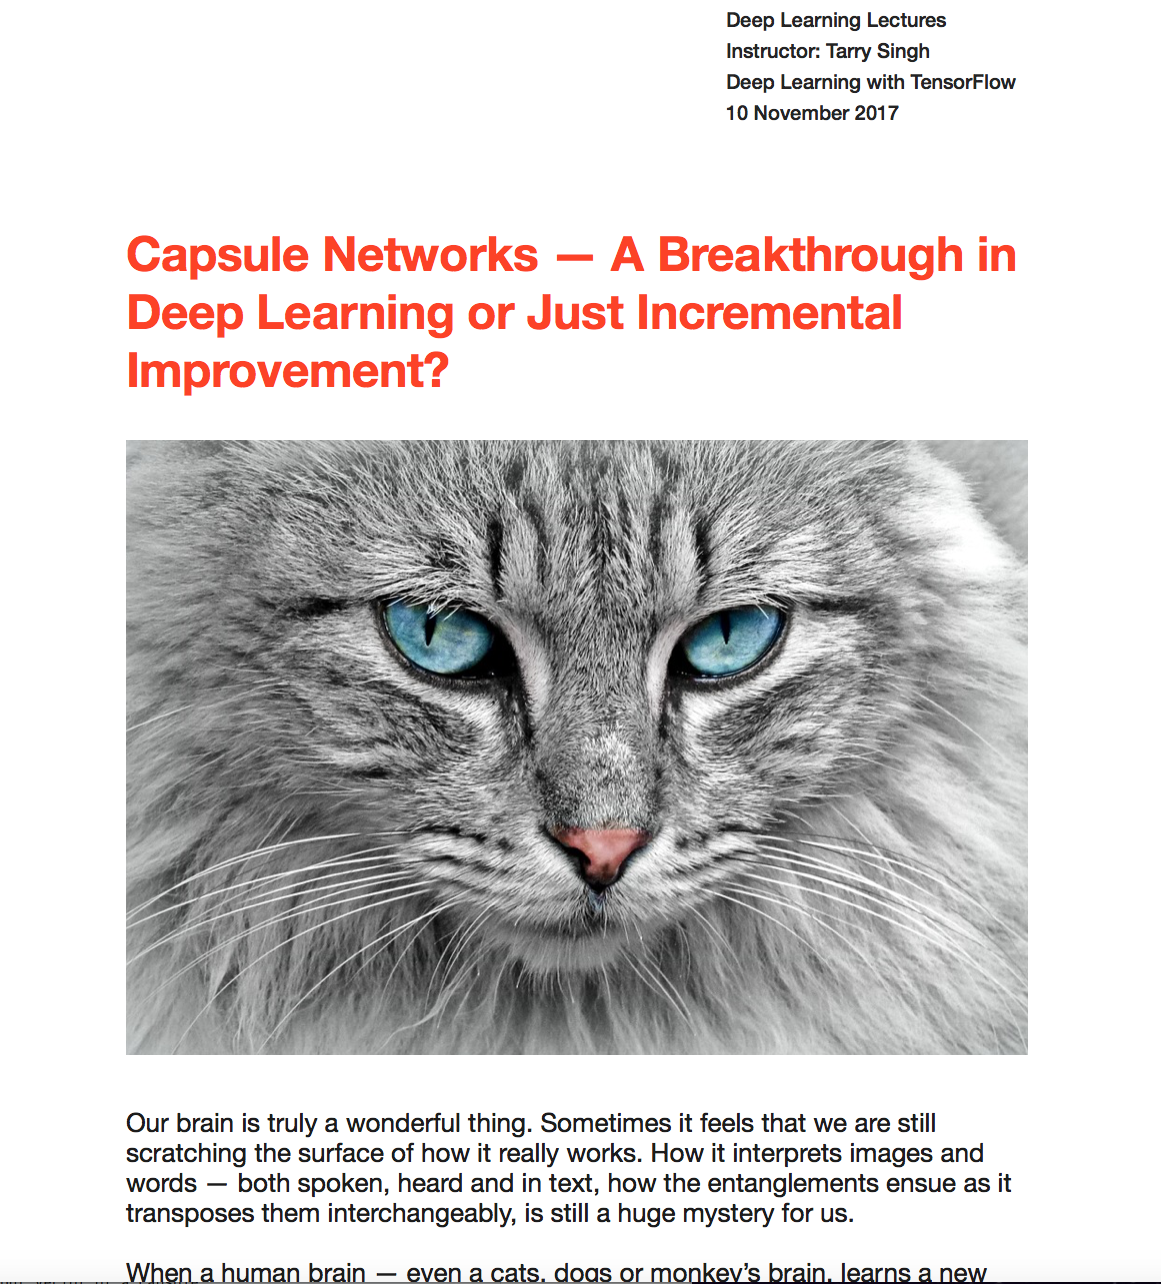 Deep Learning Lectures
Instructor: Tarry Singh
Deep Learning with TensorFlow
10 November 2017
Capsule Networks — A Breakthrough in
Deep Learning or Just Incremental
Improvement?
Our brain is truly a wonderful thing. Sometimes it feels that we are still
scratching the surface of how it really works. How it interprets images and
words — both spoken, heard and in text, how the entanglements ensue as it
transposes them interchangeably, is still a huge mystery for us.
When a human brain — even a cats, dogs or monkey's brain, learns a new